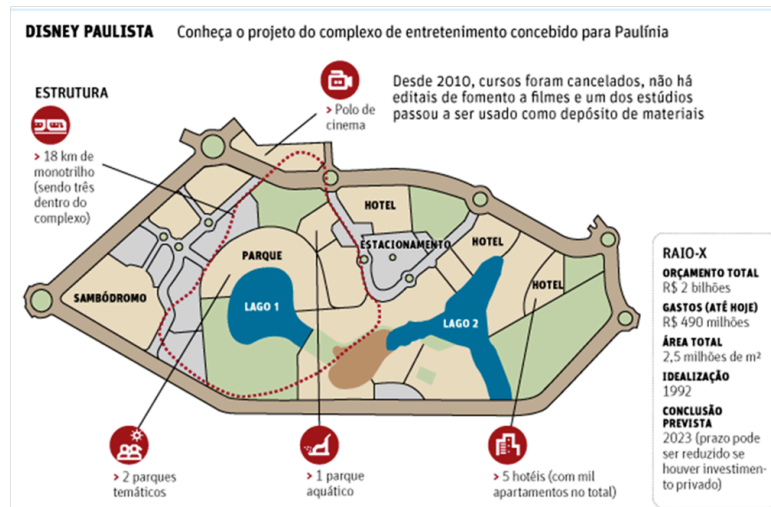 DISNEY PAULISTA Conheça o projeto do complexo de entretenimento concebido para Paulínia
ESTRUTURA
> 18 km de
monotrilho
(sendo três
dentro do
complexo)
> Polo de
cinema
Desde 2010, cursos foram cancelados, não há
editais de fomento a filmes e um dos estúdios
passou a ser usado como depósito de materiais
HOTEL
ESTACIONAMENTO
HOTEL
PARQUE
HOTEL
SAMBÓDROMO
LAGO 1
LAGO 2
> 2 parques
temáticos
> 1 parque
aquático
> 5 hotéis (com mil
apartamentos no total)
RAIO-X
ORÇAMENTO TOTAL
R$ 2 bilhões
GASTOS (ATÉ HOJE)
R$ 490 milhões
ÁREA TOTAL
2,5 milhões de m²
IDEALIZAÇÃO
1992
CONCLUSÃO
PREVISTA
2023 (prazo pode
ser reduzido se
houver investimen-
to privado)